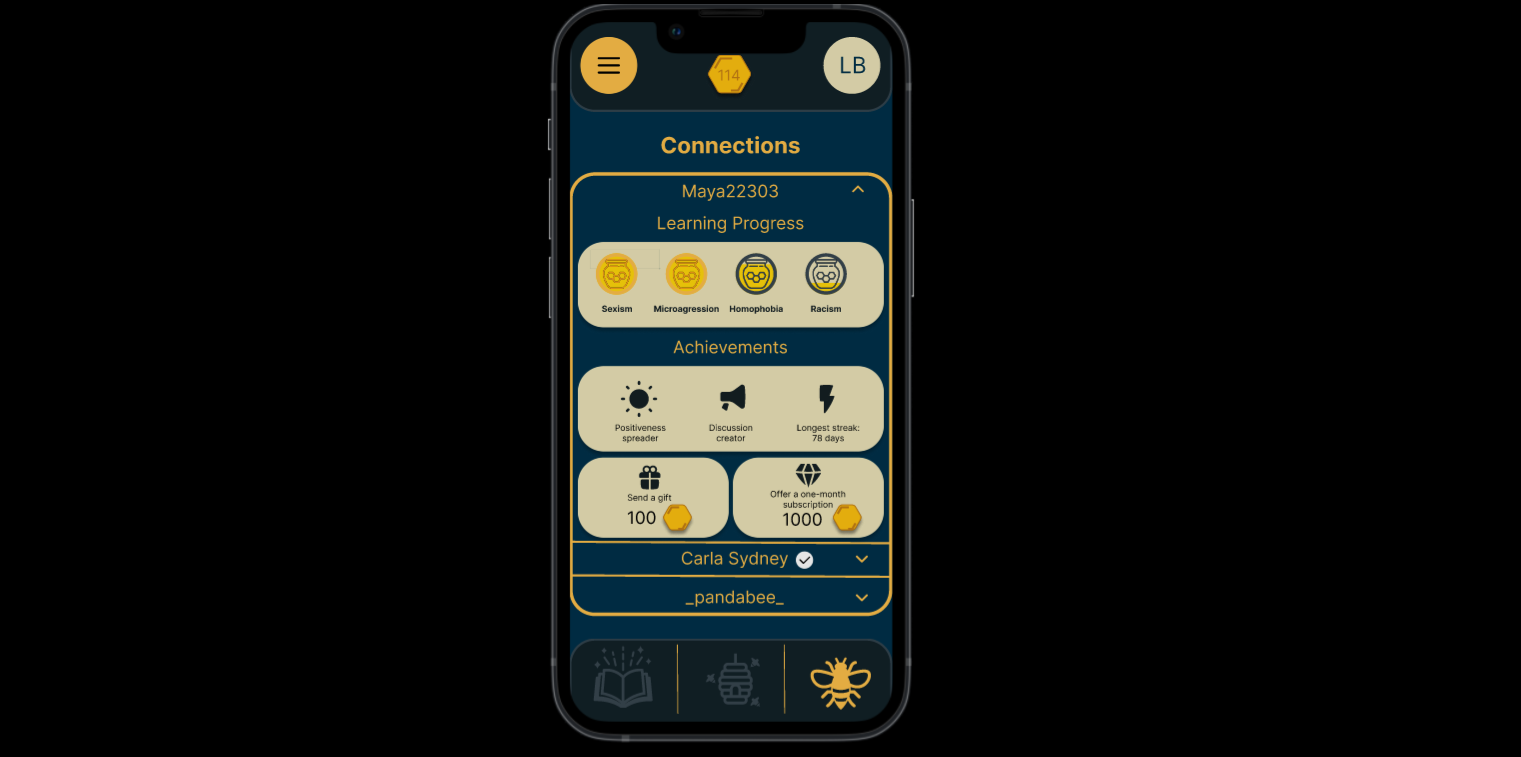 114
LB
Connections
Maya22303
Learning Progress
Sexism Microagression Homophobia Racism
Achievements
Positiveness spreader
Discussion creator
Longest streak: 78 days
Send a gift
100
Offer a one-month
subscription
1000
Carla Sydney
_pandabee_